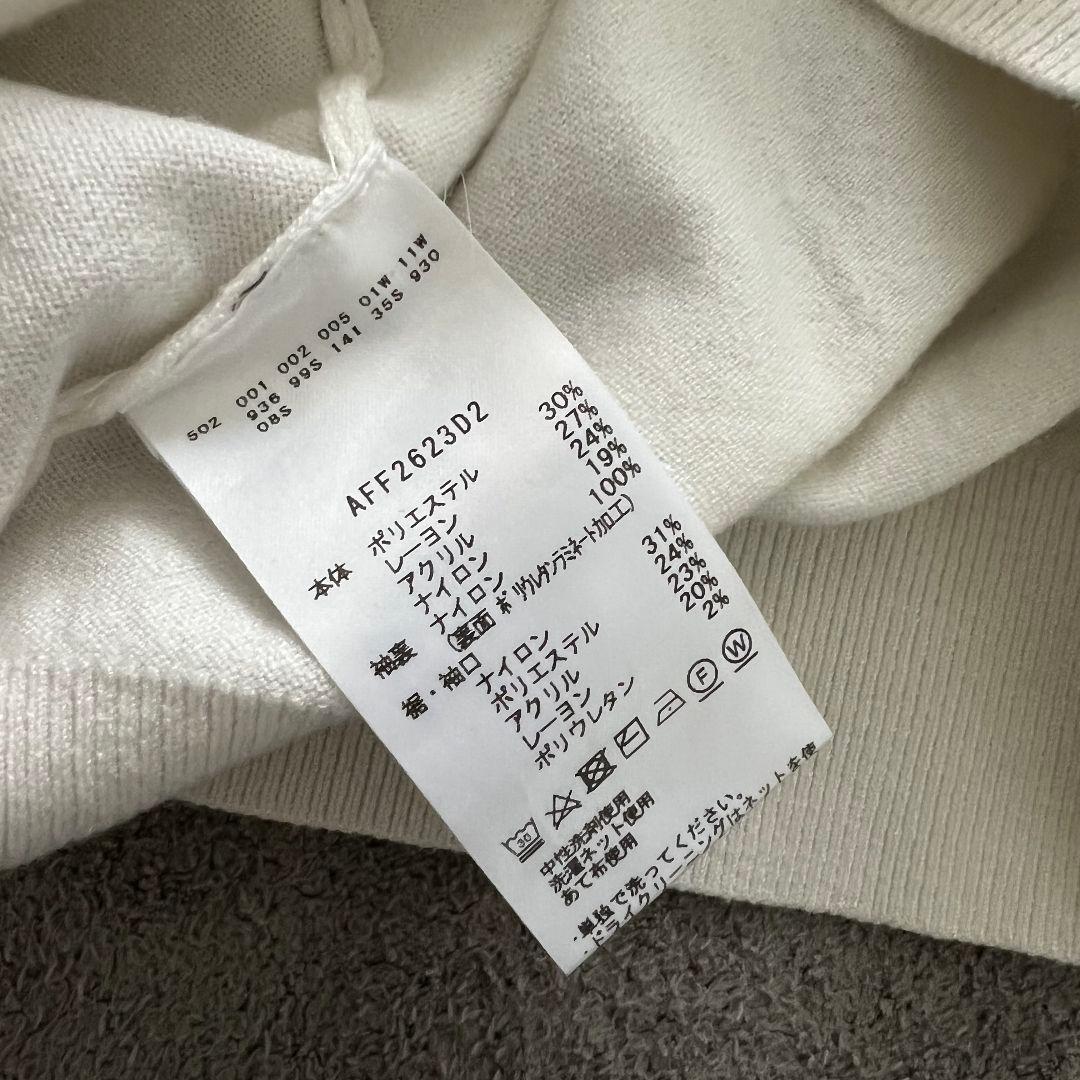 502 001 002 005 01W 11W
936 99S 141 35S 930
08S
AFF2623D2
本体 ポリエステル 30%
レーヨン 27%
アクリル 24%
ナイロン 19%
袖裏 ナイロン 100%
(裏面 ポリウレタンラミネート加工)
裾・袖口 ナイロン 31%
ポリエステル 24%
アクリル 23%
レーヨン 20%
ポリウレタン 2%
30 F W
中性洗剤使用
洗濯ネット使用
あて布使用
・単独で洗ってください。
・ドライクリーニングはネットを使